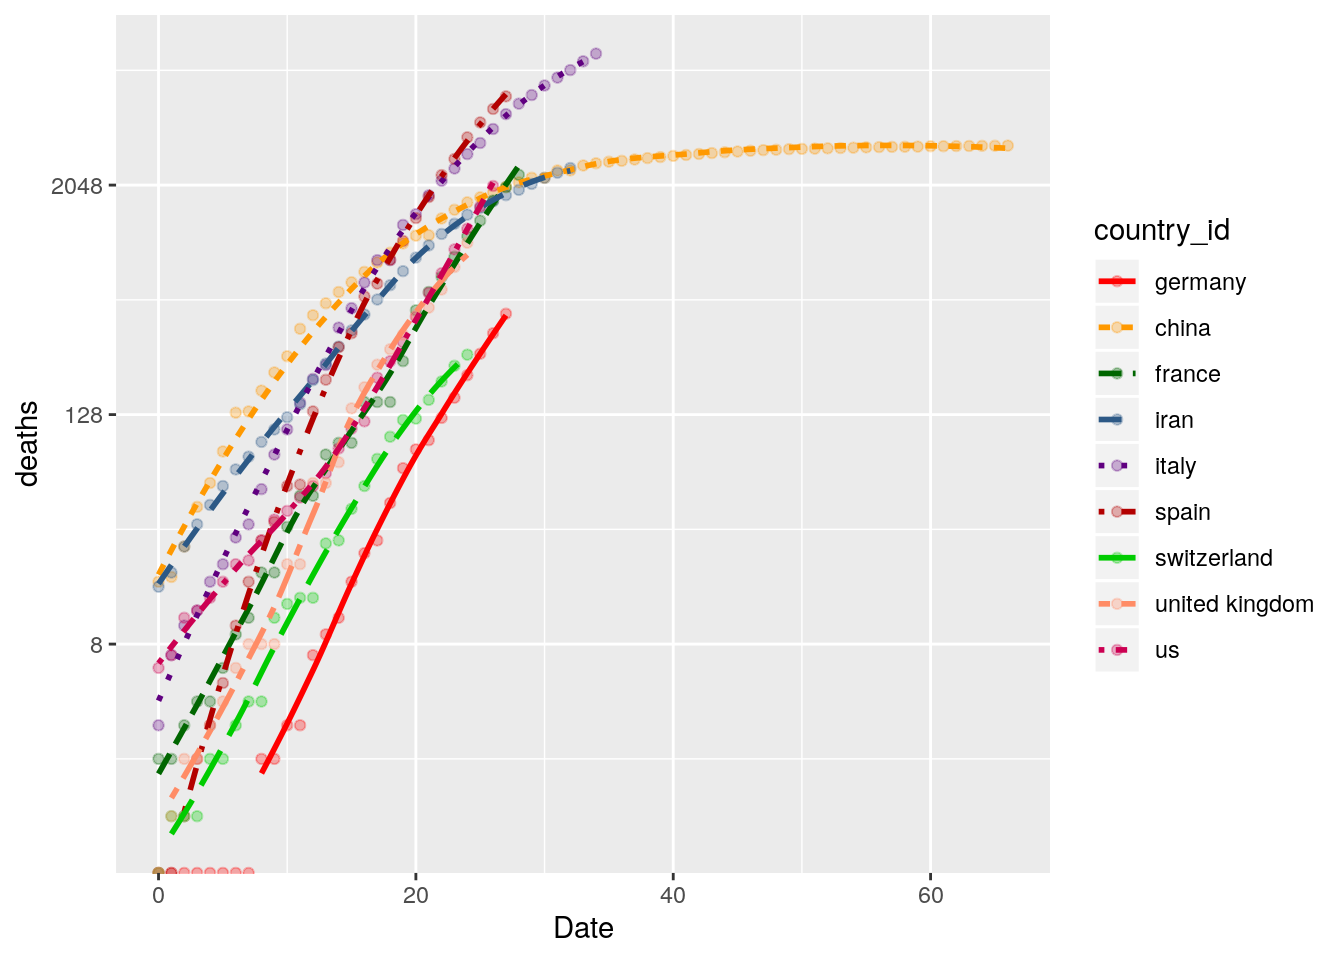 2048
128
8
deaths
0
20
40
60
Date
country_id
germany
china
france
iran
italy
spain
switzerland
united kingdom
us